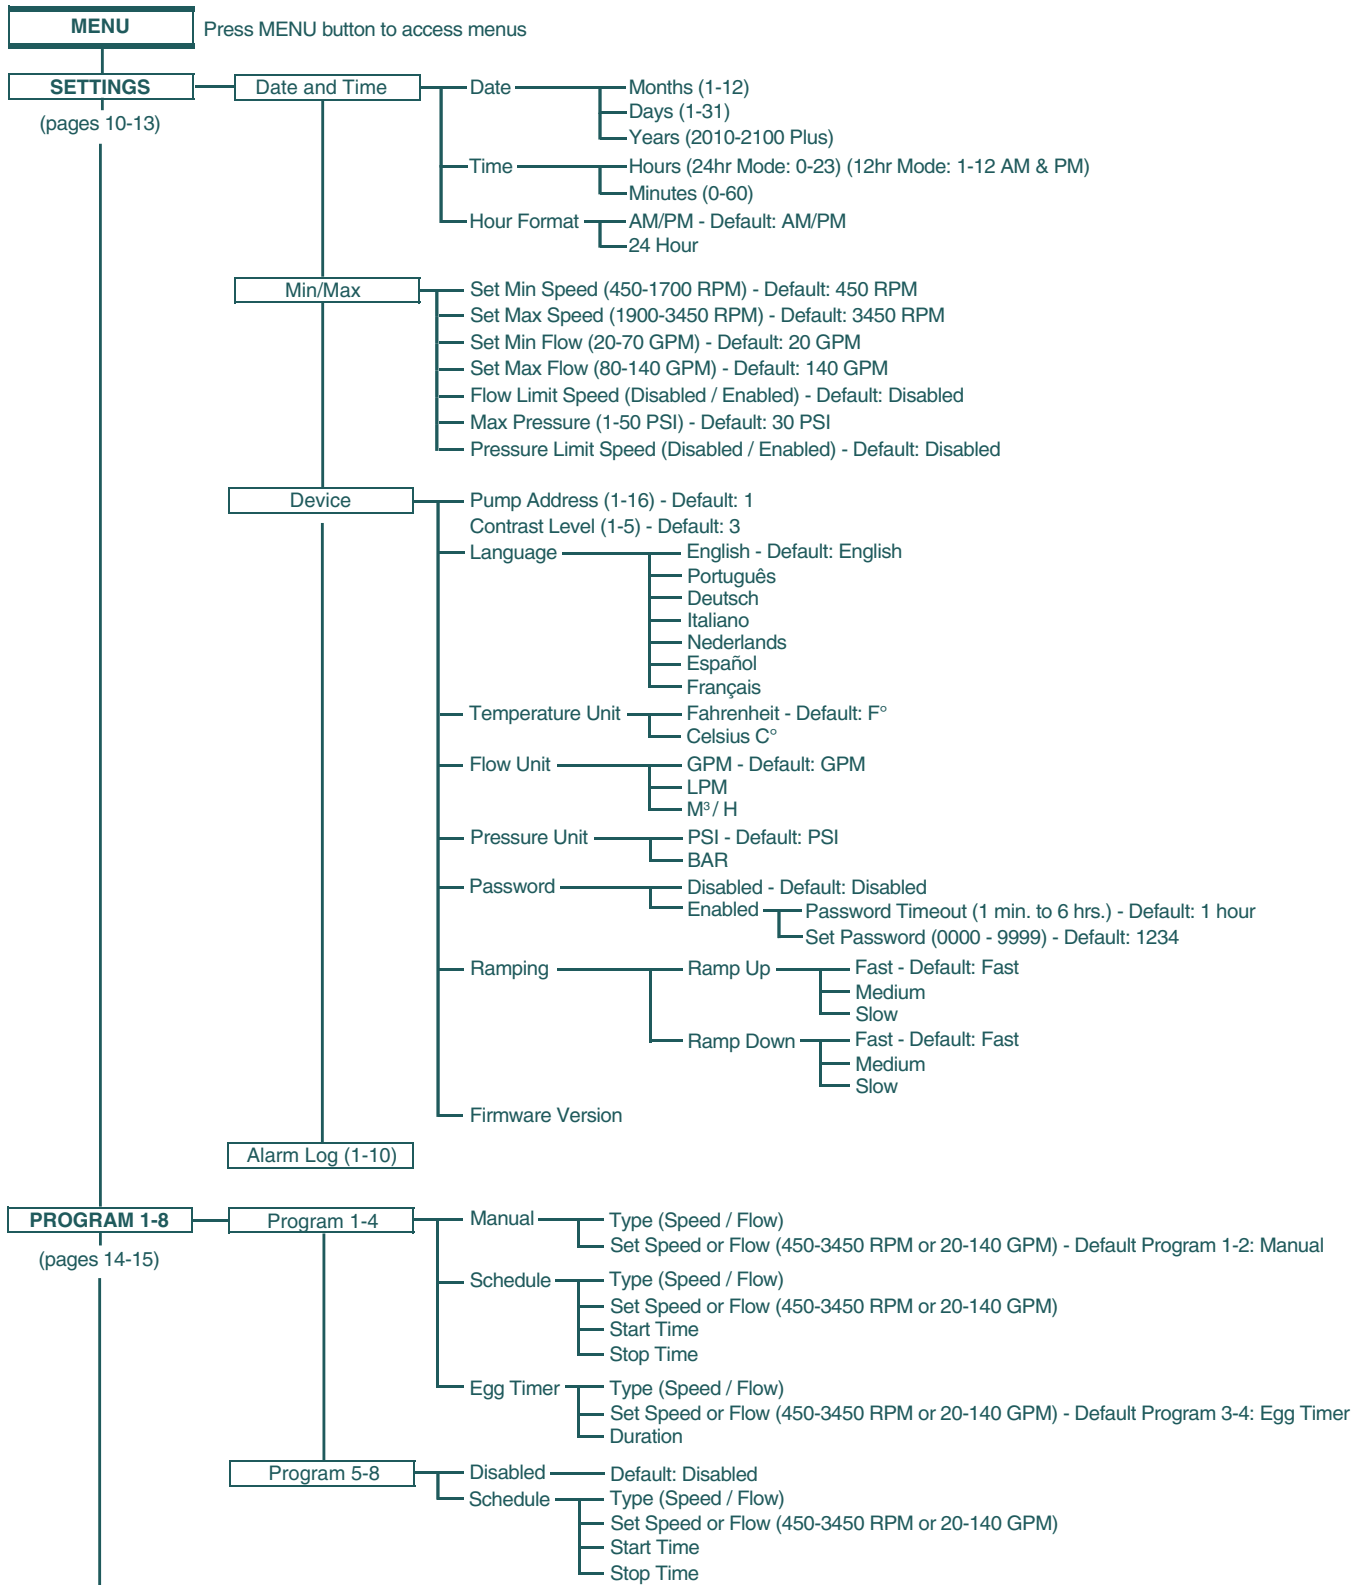 MENU Press MENU button to access menus
SETTINGS Date and Time Date Months (1-12)
Days (1-31)
(pages 10-13)
Years (2010-2100 Plus)
Time Hours (24hr Mode: 0-23) (12hr Mode: 1-12 AM & PM)
Minutes (0-60)
Hour Format AM/PM - Default: AM/PM
24 Hour
Min/Max Set Min Speed (450-1700 RPM) - Default: 450 RPM
Set Max Speed (1900-3450 RPM) - Default: 3450 RPM
Set Min Flow (20-70 GPM) - Default: 20 GPM
Set Max Flow (80-140 GPM) - Default: 140 GPM
Flow Limit Speed (Disabled / Enabled) - Default: Disabled
Max Pressure (1-50 PSI) - Default: 30 PSI
Pressure Limit Speed (Disabled / Enabled) - Default: Disabled
Device Pump Address (1-16) - Default: 1
Contrast Level (1-5) - Default: 3
Language English - Default: English
Português
Deutsch
Italiano
Nederlands
Español
Français
Temperature Unit Fahrenheit - Default: F°
Celsius C°
Flow Unit GPM - Default: GPM
LPM
M³ / H
Pressure Unit PSI - Default: PSI
BAR
Password Disabled - Default: Disabled
Enabled Password Timeout (1 min. to 6 hrs.) - Default: 1 hour
Set Password (0000 - 9999) - Default: 1234
Ramping Ramp Up Fast - Default: Fast
Medium
Slow
Ramp Down Fast - Default: Fast
Medium
Slow
Firmware Version
Alarm Log (1-10)
PROGRAM 1-8 Program 1-4 Manual Type (Speed / Flow)
Set Speed or Flow (450-3450 RPM or 20-140 GPM) - Default Program 1-2: Manual
(pages 14-15)
Schedule Type (Speed / Flow)
Set Speed or Flow (450-3450 RPM or 20-140 GPM)
Start Time
Stop Time
Egg Timer Type (Speed / Flow)
Set Speed or Flow (450-3450 RPM or 20-140 GPM) - Default Program 3-4: Egg Timer
Duration
Program 5-8 Disabled Default: Disabled
Schedule Type (Speed / Flow)
Set Speed or Flow (450-3450 RPM or 20-140 GPM)
Start Time
Stop Time